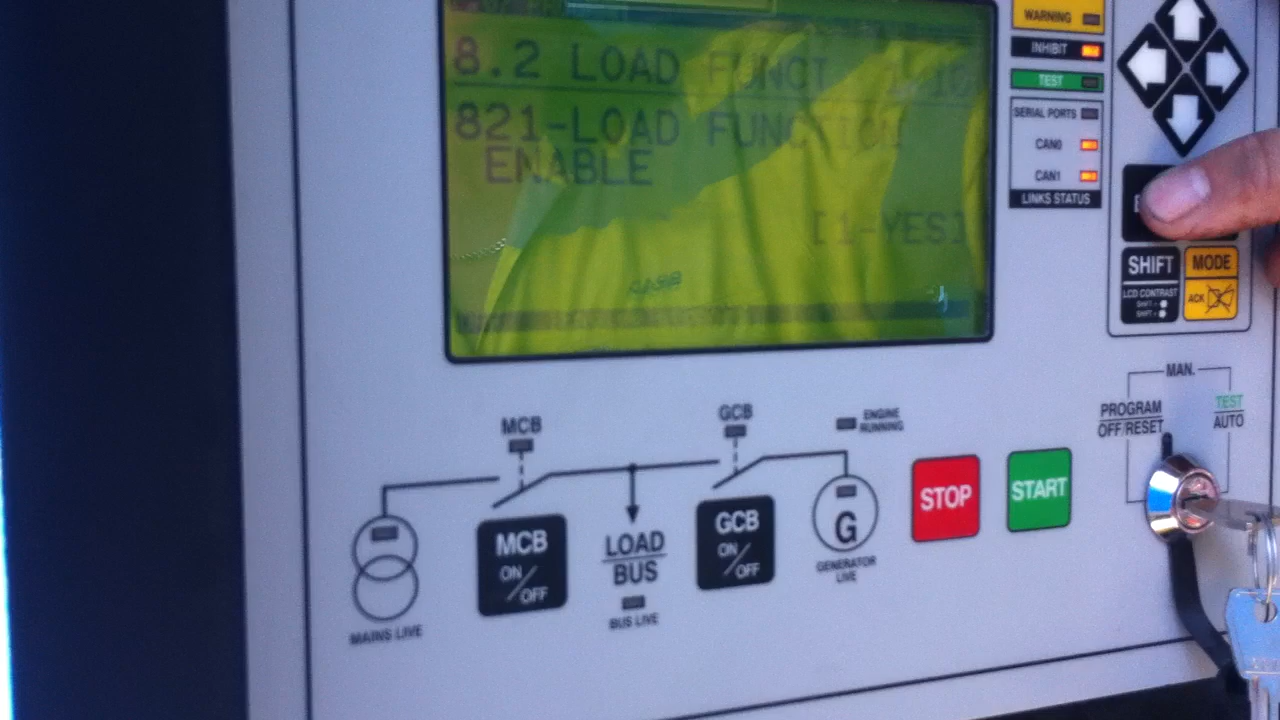 8.2 LOAD FUNCT
821-LOAD FUNCTION
ENABLE
[1-YES]
WARNING
INHIBIT
TEST
SERIAL PORTS
CAN0
CAN1
LINKS STATUS
SHIFT
LCD CONTRAST
SHIFT -
SHIFT +
MODE
ACK
MAN.
PROGRAM
OFF/RESET
TEST
AUTO
MCB
GCB
ENGINE
RUNNING
MCB
ON/OFF
LOAD
BUS
GCB
ON/OFF
G
STOP
START
MAINS LIVE
BUS LIVE
GENERATOR
LIVE